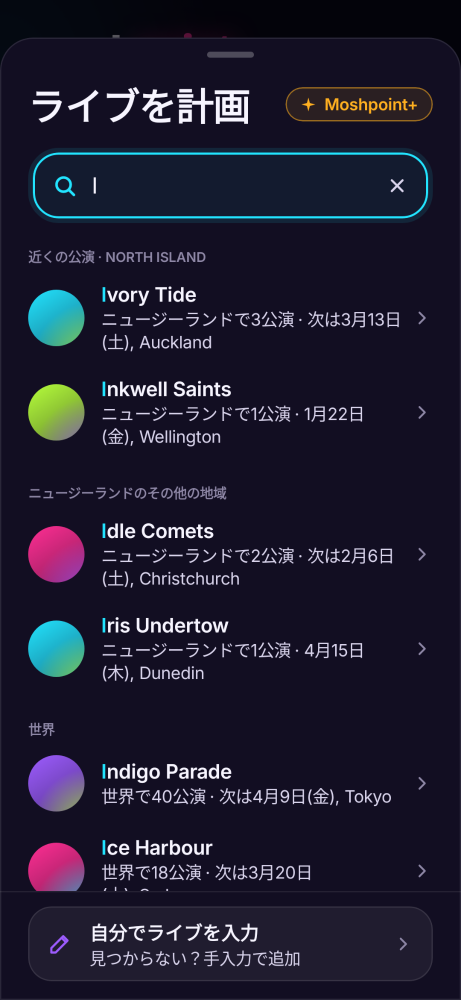 ライブを計画
Moshpoint+
I
近くの公演 · NORTH ISLAND
Ivory Tide
ニュージーランドで3公演 · 次は3月13日
(土), Auckland
Inkwell Saints
ニュージーランドで1公演 · 1月22日
(金), Wellington
ニュージーランドのその他の地域
Idle Comets
ニュージーランドで2公演 · 次は2月6日
(土), Christchurch
Iris Undertow
ニュージーランドで1公演 · 4月15日
(木), Dunedin
世界
Indigo Parade
世界で40公演 · 次は4月9日(金), Tokyo
Ice Harbour
世界で18公演 · 次は3月20日
自分でライブを入力
見つからない？手入力で追加